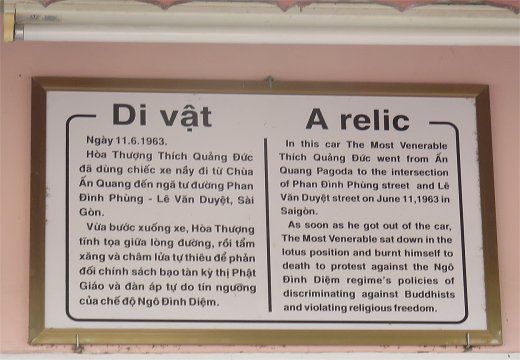 Di vật
Ngày 11.6.1963.
Hòa Thượng Thích Quảng Đức
đã dùng chiếc xe nầy đi từ Chùa
Ấn Quang đến ngã tư đường Phan
Đình Phùng - Lê Văn Duyệt, Sài
Gòn.
Vừa bước xuống xe, Hòa Thượng
tĩnh tọa giữa lòng đường, rồi tẩm
xăng và châm lửa tự thiêu để phản
đối chính sách bạo tàn kỳ thị Phật
Giáo và đàn áp tự do tín ngưỡng
của chế độ Ngô Đình Diệm.
A relic
In this car The Most Venerable
Thích Quảng Đức went from Ấn
Quang Pagoda to the intersection
of Phan Đình Phùng street and Lê
Văn Duyệt street on June 11,1963 in
Saigòn.
As soon as he got out of the car,
The Most Venerable sat down in the
lotus position and burnt himself to
death to protest against the Ngô
Đình Diệm regime's policies of
discriminating against Buddhists
and violating religious freedom.